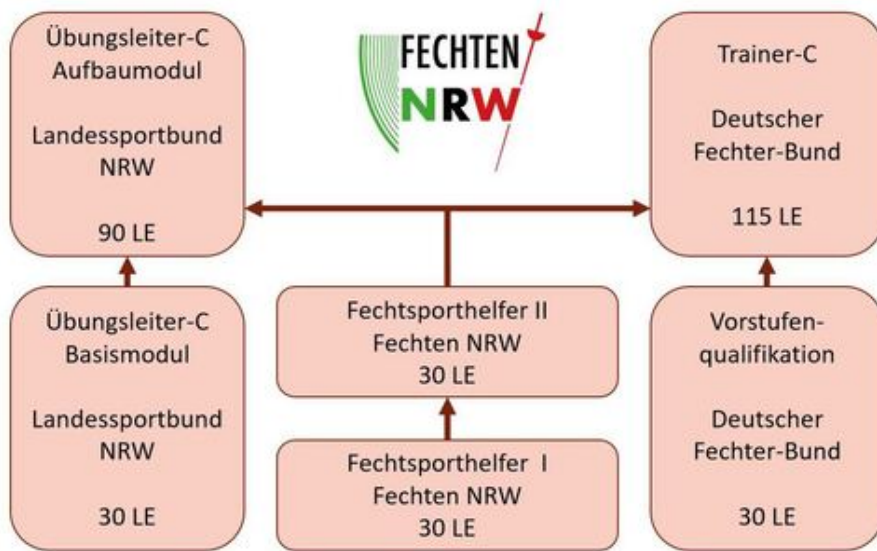 Übungsleiter-C
Aufbaumodul
Landessportbund
NRW
90 LE
FECHTEN
NRW
Trainer-C
Deutscher
Fechter-Bund
115 LE
Übungsleiter-C
Basismodul
Landessportbund
NRW
30 LE
Fechtsporthelfer II
Fechten NRW
30 LE
Fechtsporthelfer I
Fechten NRW
30 LE
Vorstufen-
qualifikation
Deutscher
Fechter-Bund
30 LE